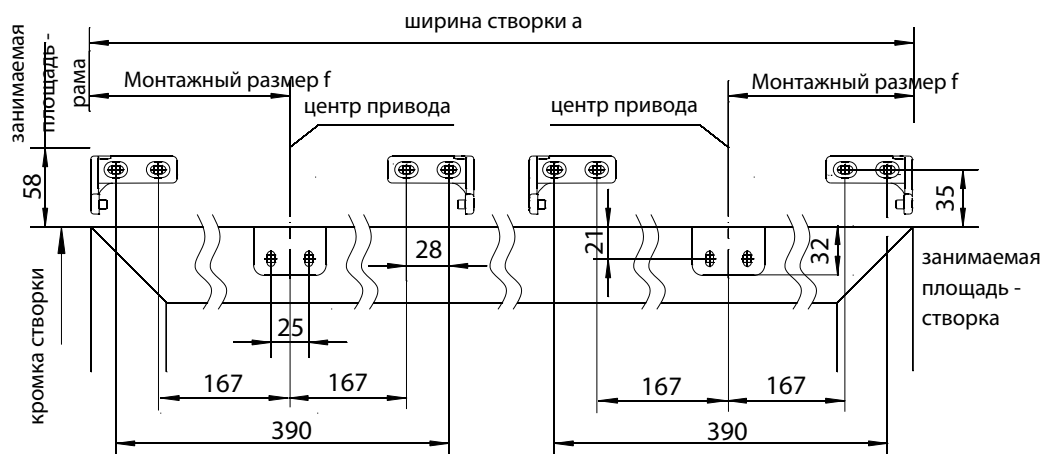 ширина створки a
занимаемая
площадь -
рама
Монтажный размер f
Монтажный размер f
центр привода
центр привода
58
35
21
32
28
25
занимаемая
площадь -
створка
кромка створки
167
167
167
167
390
390